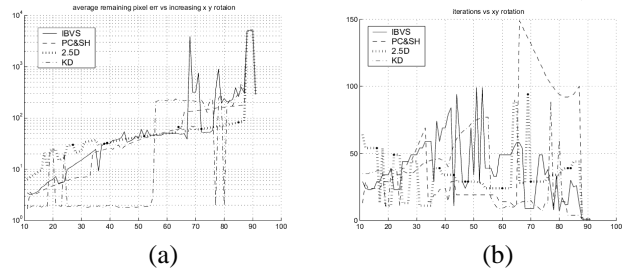 average remaining pixel err vs increasing x y rotaion
10^4
10^3
10^2
10^1
10^0
IBVS
PC&SH
2.5D
KD
10 20 30 40 50 60 70 80 90 100
(a)
iterations vs xy rotation
150
100
50
0
IBVS
PC&SH
2.5D
KD
10 20 30 40 50 60 70 80 90 100
(b)